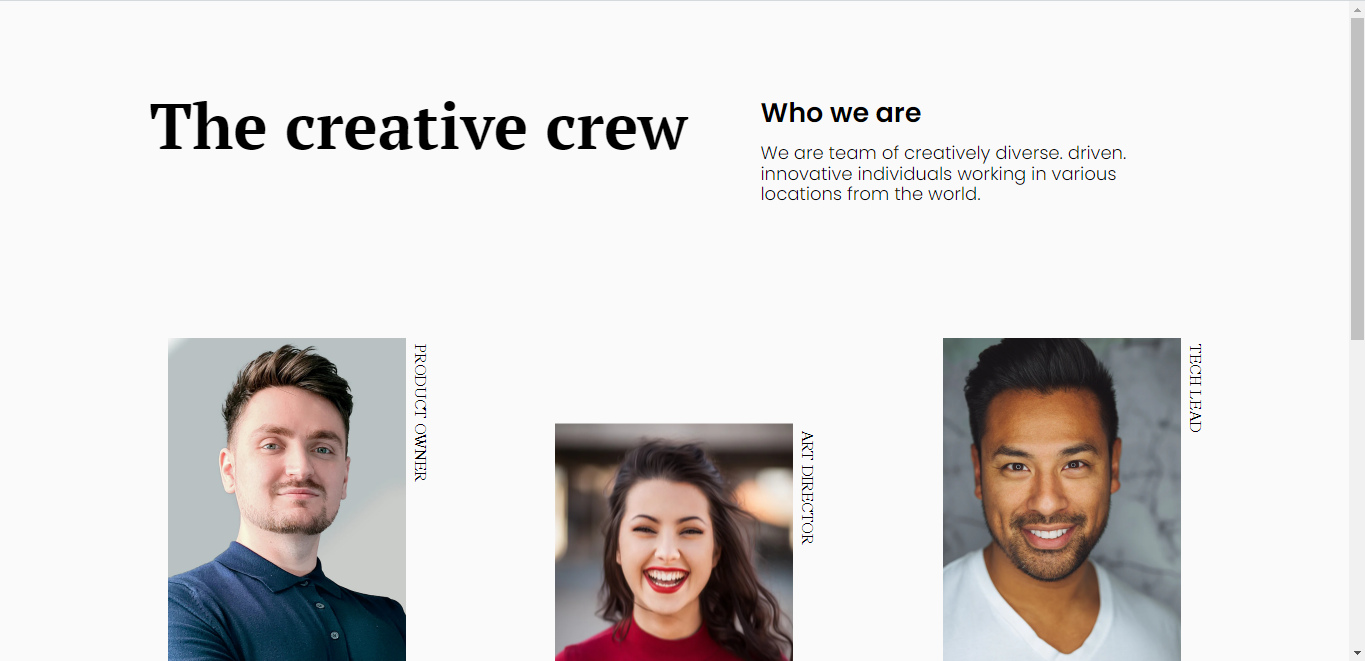 The creative crew
Who we are
We are team of creatively diverse. driven.
innovative individuals working in various
locations from the world.
PRODUCT OWNER
ART DIRECTOR
TECH LEAD